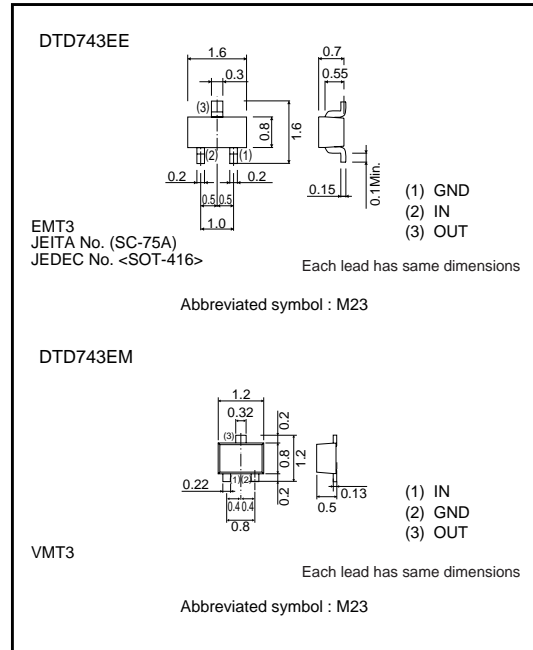 DTD743EE
1.6
0.3
0.7
0.55
(3)
0.8
1.6
(2)
(1)
0.2
0.2
0.15
0.1Min.
0.5 0.5
1.0
(1) GND
(2) IN
(3) OUT
EMT3
JEITA No. (SC-75A)
JEDEC No. <SOT-416>
Each lead has same dimensions
Abbreviated symbol : M23
DTD743EM
1.2
0.32
0.2
(3)
0.8
1.2
(1)(2)
0.22
0.2
0.13
0.5
0.4 0.4
0.8
(1) IN
(2) GND
(3) OUT
VMT3
Each lead has same dimensions
Abbreviated symbol : M23